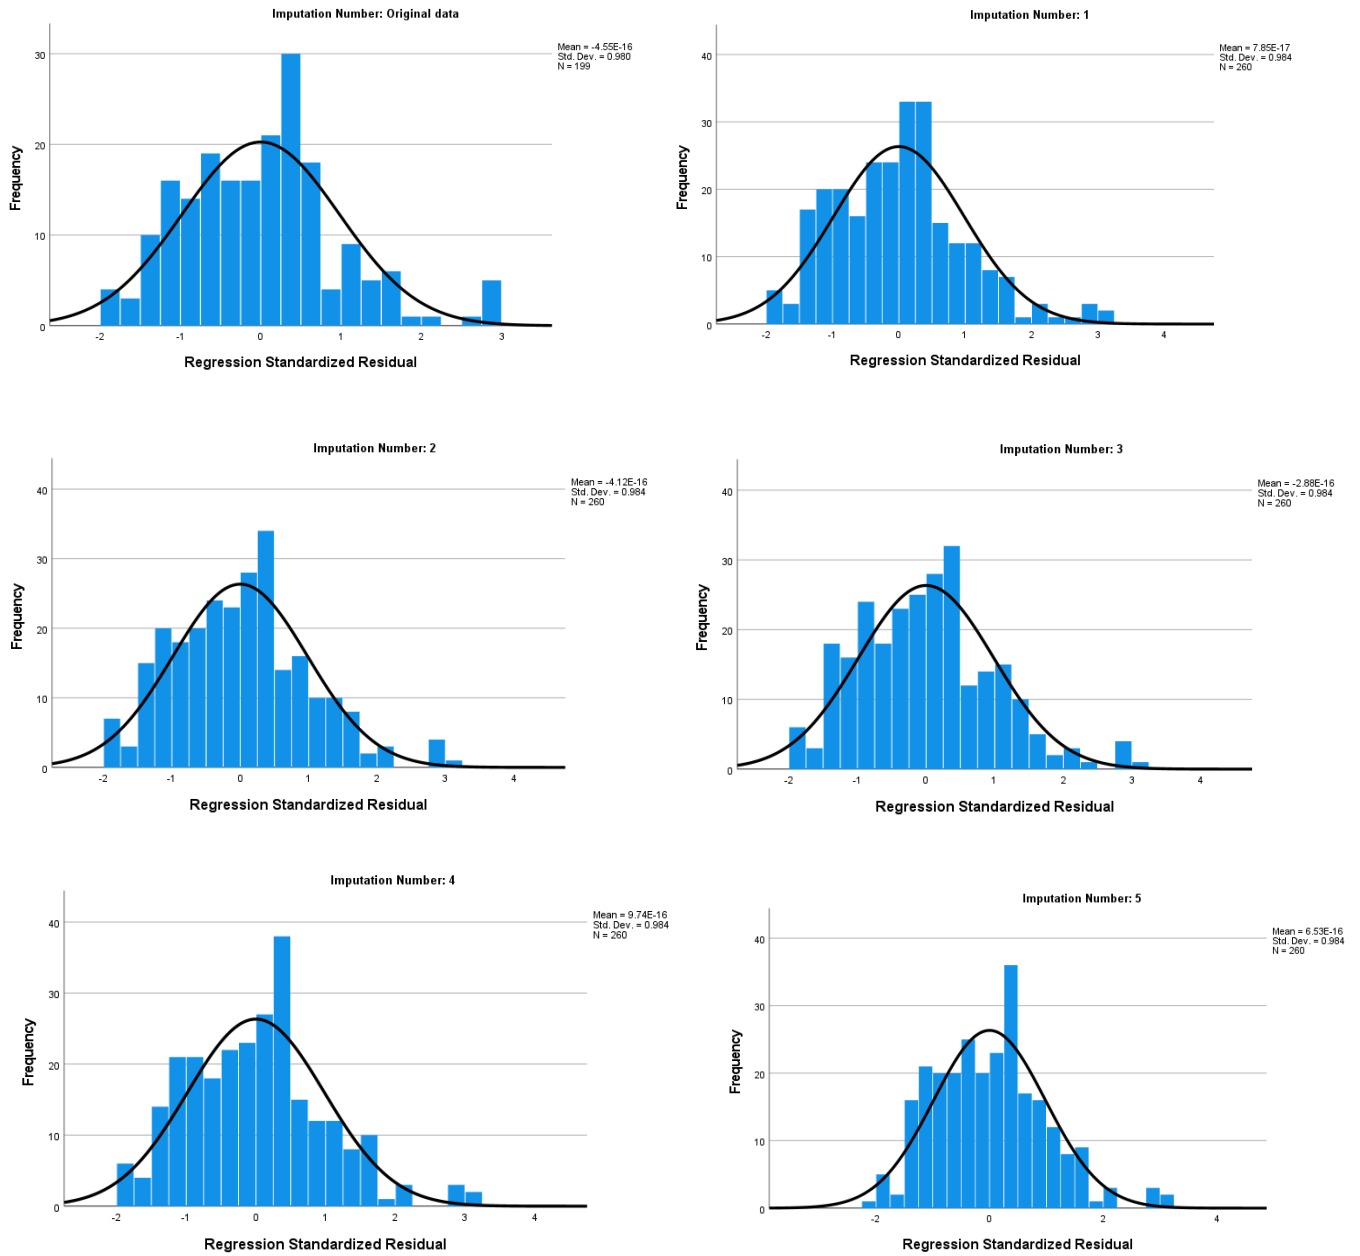 Imputation Number: Original data
Mean = -4.55E-16
Std. Dev. = 0.980
N = 199
Frequency
30
20
10
0
-2 -1 0 1 2 3
Regression Standardized Residual
Imputation Number: 1
Mean = 7.85E-17
Std. Dev. = 0.984
N = 260
Frequency
40
30
20
10
0
-2 -1 0 1 2 3 4
Regression Standardized Residual
Imputation Number: 2
Mean = -4.12E-16
Std. Dev. = 0.984
N = 260
Frequency
40
30
20
10
0
-2 -1 0 1 2 3 4
Regression Standardized Residual
Imputation Number: 3
Mean = -2.88E-16
Std. Dev. = 0.984
N = 260
Frequency
40
30
20
10
0
-2 -1 0 1 2 3 4
Regression Standardized Residual
Imputation Number: 4
Mean = 9.74E-16
Std. Dev. = 0.984
N = 260
Frequency
40
30
20
10
0
-2 -1 0 1 2 3 4
Regression Standardized Residual
Imputation Number: 5
Mean = 6.53E-16
Std. Dev. = 0.984
N = 260
Frequency
40
30
20
10
0
-2 0 2 4
Regression Standardized Residual